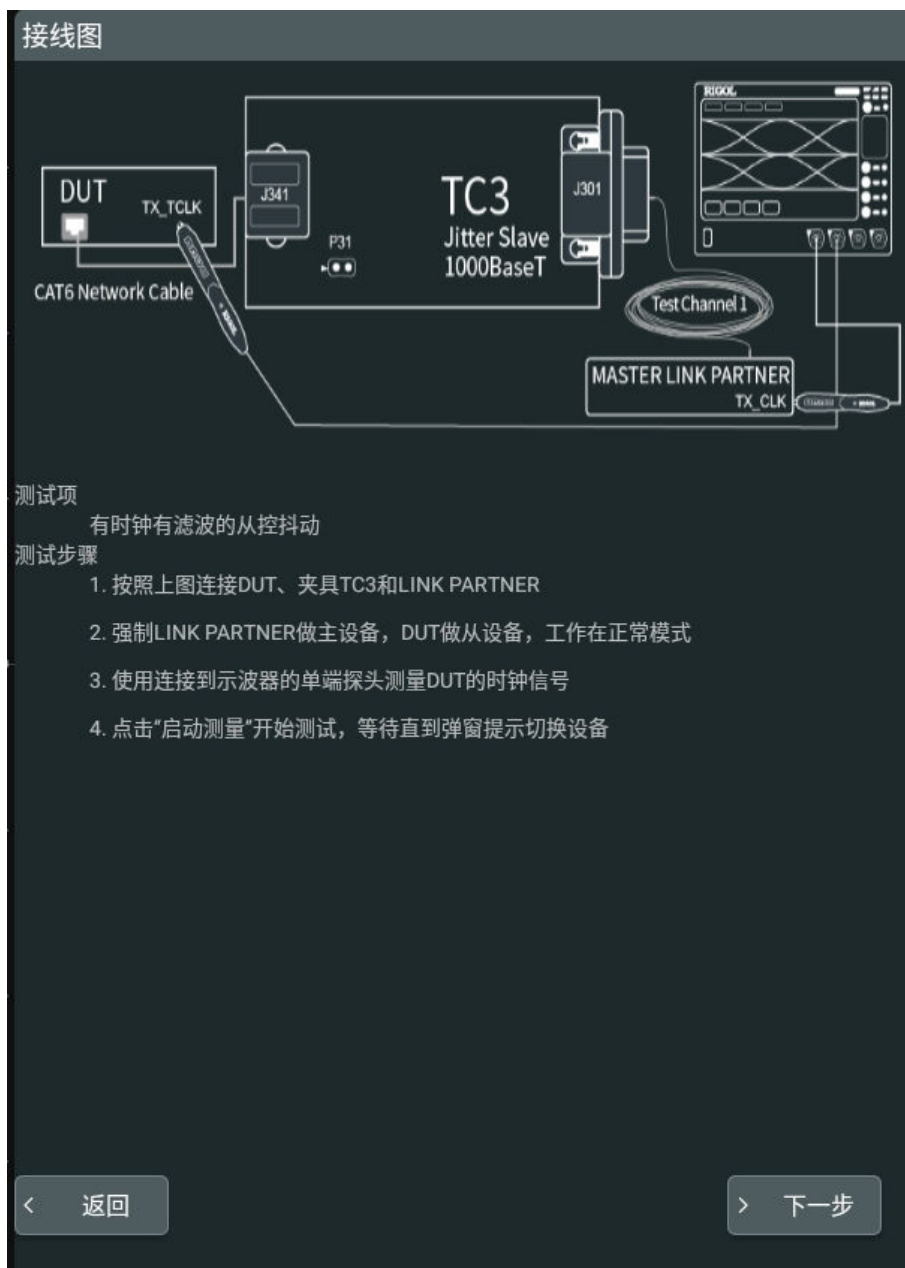 接线图
RIGOL
DUT
TX_TCLK
J341
TC3
J301
P31
Jitter Slave
1000BaseT
CAT6 Network Cable
Test Channel 1
MASTER LINK PARTNER
TX_CLK
测试项
有时钟有滤波的从控抖动
测试步骤
1. 按照上图连接DUT、夹具TC3和LINK PARTNER
2. 强制LINK PARTNER做主设备，DUT做从设备，工作在正常模式
3. 使用连接到示波器的单端探头测量DUT的时钟信号
4. 点击"启动测量"开始测试，等待直到弹窗提示切换设备
< 返回
> 下一步